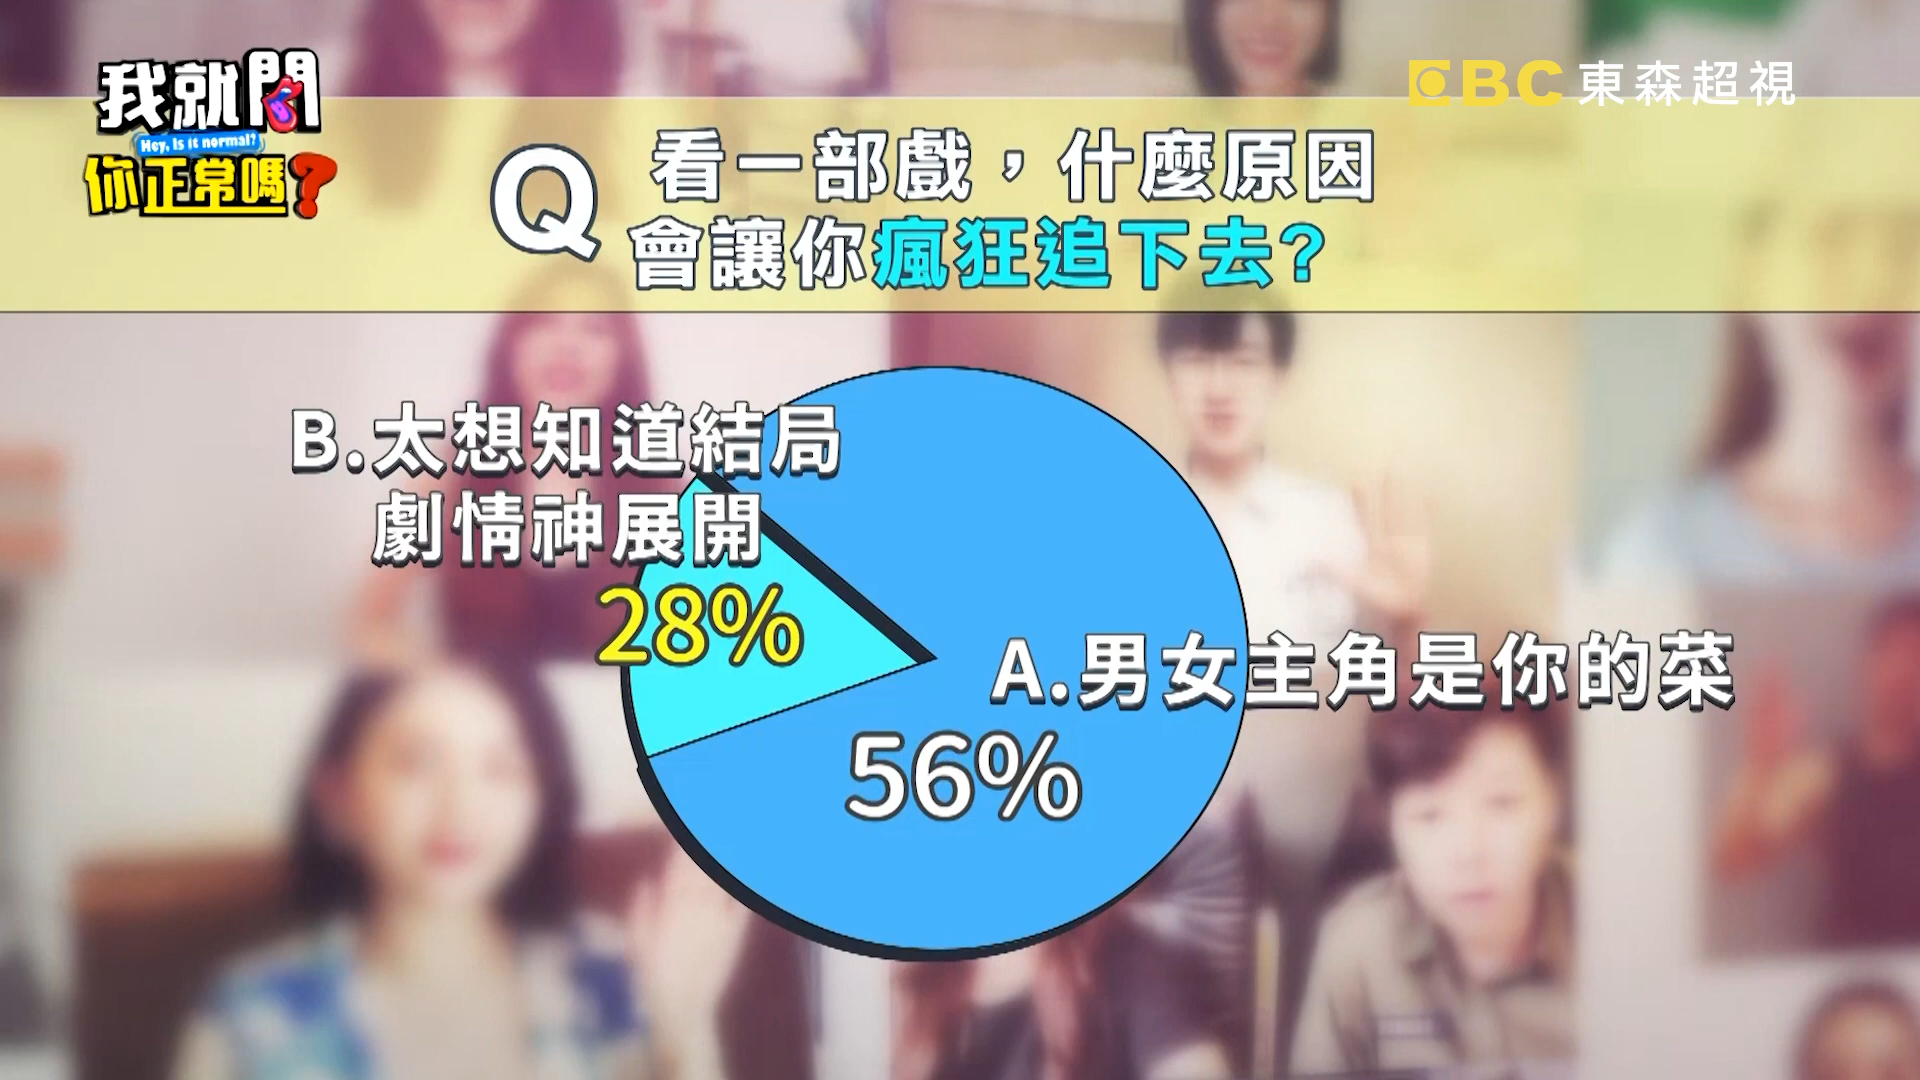 我就問
Hey, Is it normal?
你正常嗎?
EBC 東森超視
Q 看一部戲，什麼原因
會讓你瘋狂追下去?
B.太想知道結局
劇情神展開
28%
A.男女主角是你的菜
56%